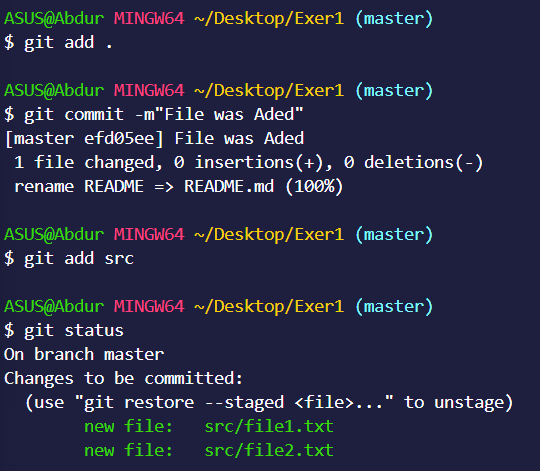 ASUS@Abdur MINGW64 ~/Desktop/Exer1 (master)
$ git add .
ASUS@Abdur MINGW64 ~/Desktop/Exer1 (master)
$ git commit -m"File was Aded"
[master efd05ee] File was Aded
 1 file changed, 0 insertions(+), 0 deletions(-)
 rename README => README.md (100%)
ASUS@Abdur MINGW64 ~/Desktop/Exer1 (master)
$ git add src
ASUS@Abdur MINGW64 ~/Desktop/Exer1 (master)
$ git status
On branch master
Changes to be committed:
  (use "git restore --staged <file>..." to unstage)
        new file:   src/file1.txt
        new file:   src/file2.txt